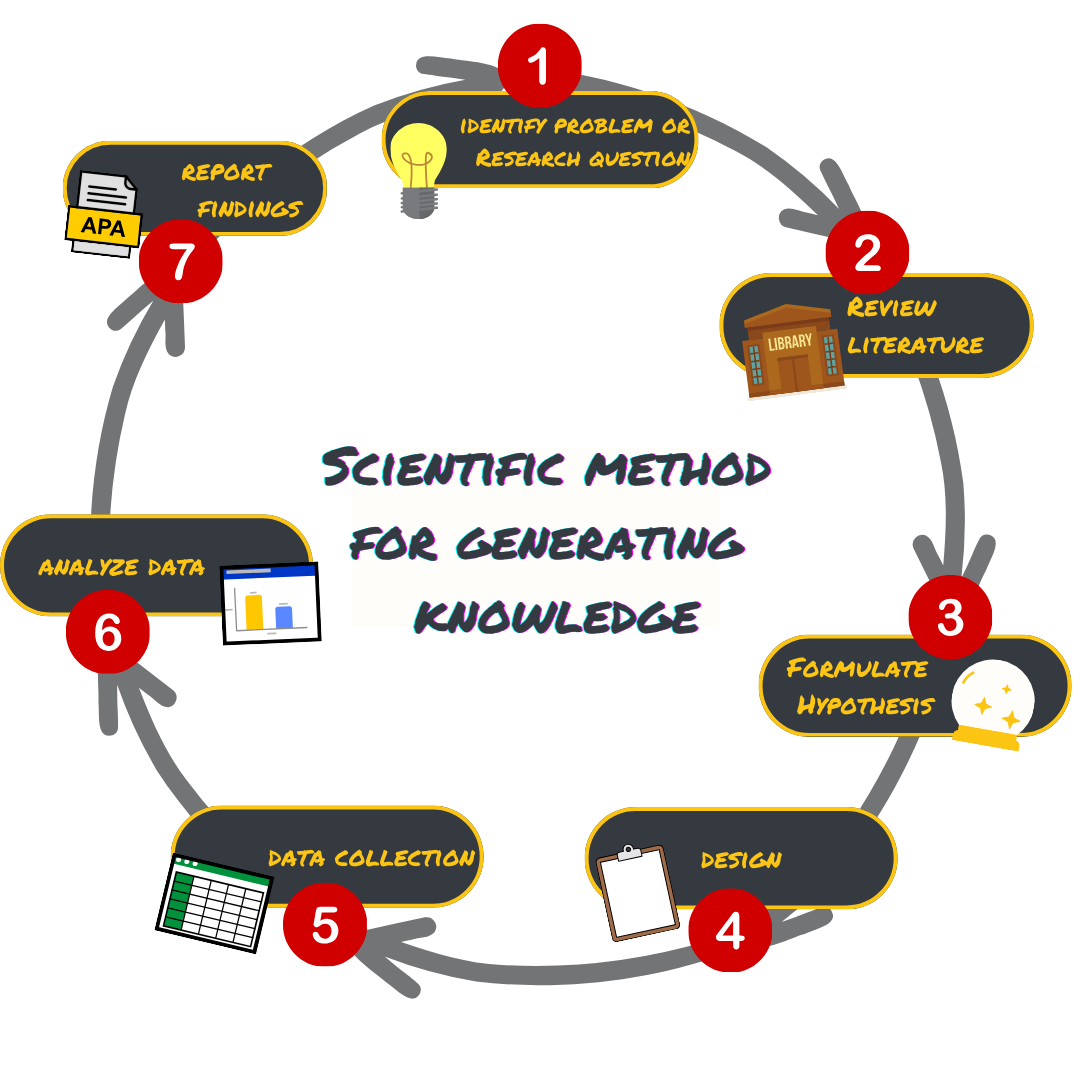 1
IDENTIFY PROBLEM OR
RESEARCH QUESTION
2
REVIEW
LITERATURE
LIBRARY
3
FORMULATE
HYPOTHESIS
4
DESIGN
5
DATA COLLECTION
6
ANALYZE DATA
7
REPORT
FINDINGS
APA
SCIENTIFIC METHOD
FOR GENERATING
KNOWLEDGE